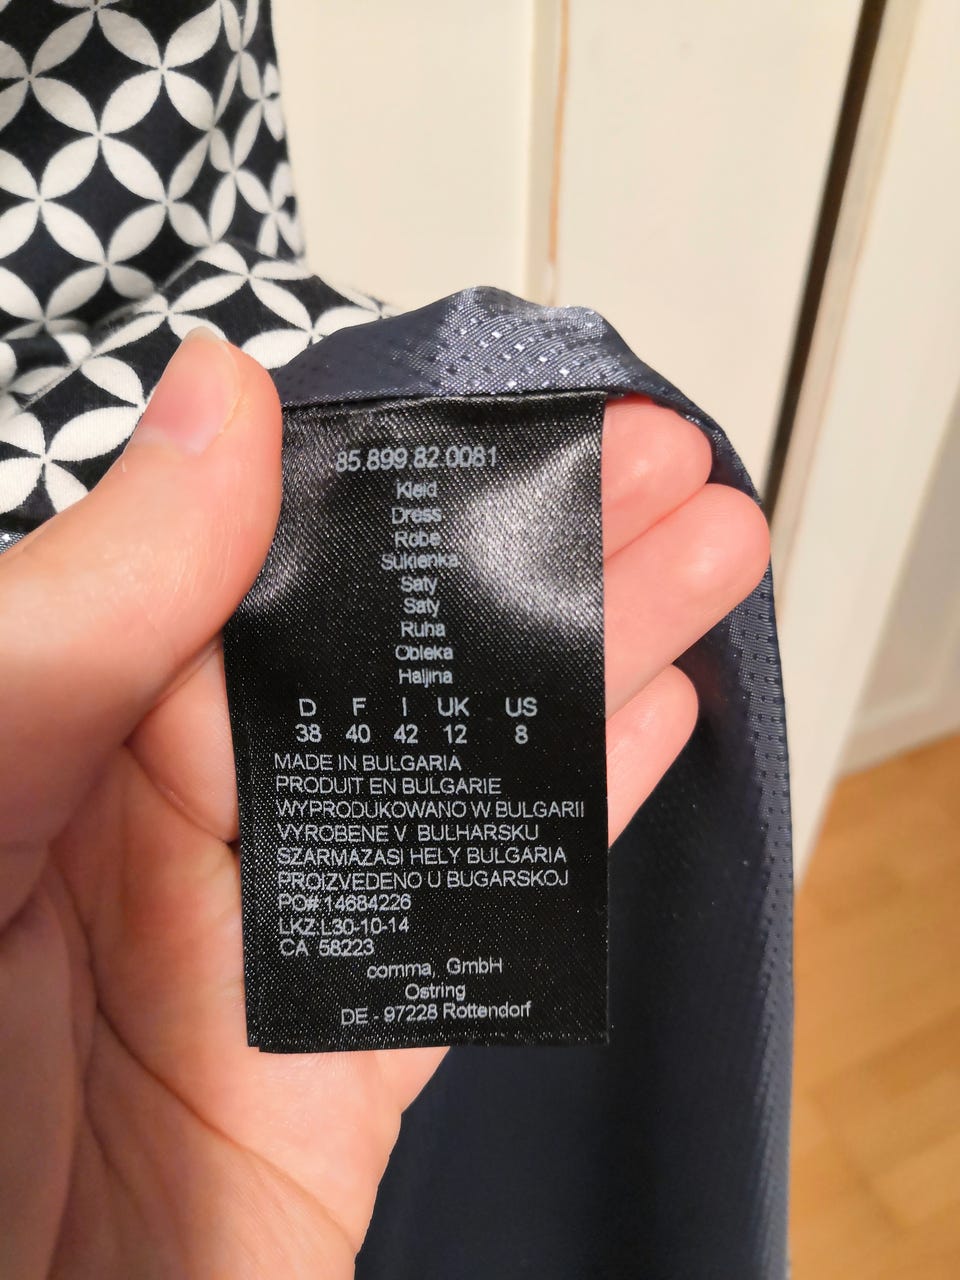 85.899.82.0081
Kleid
Dress
Robe
Sukienka
Saty
Saty
Ruha
Obleka
Haljina
D F I UK US
38 40 42 12 8
MADE IN BULGARIA
PRODUIT EN BULGARIE
WYPRODUKOWANO W BULGARII
VYROBENE V BULHARSKU
SZARMAZASI HELY BULGARIA
PROIZVEDENO U BUGARSKOJ
PO# 14684226
LKZ L30-10-14
CA 58223
comma, GmbH
Ostring
DE - 97228 Rottendorf